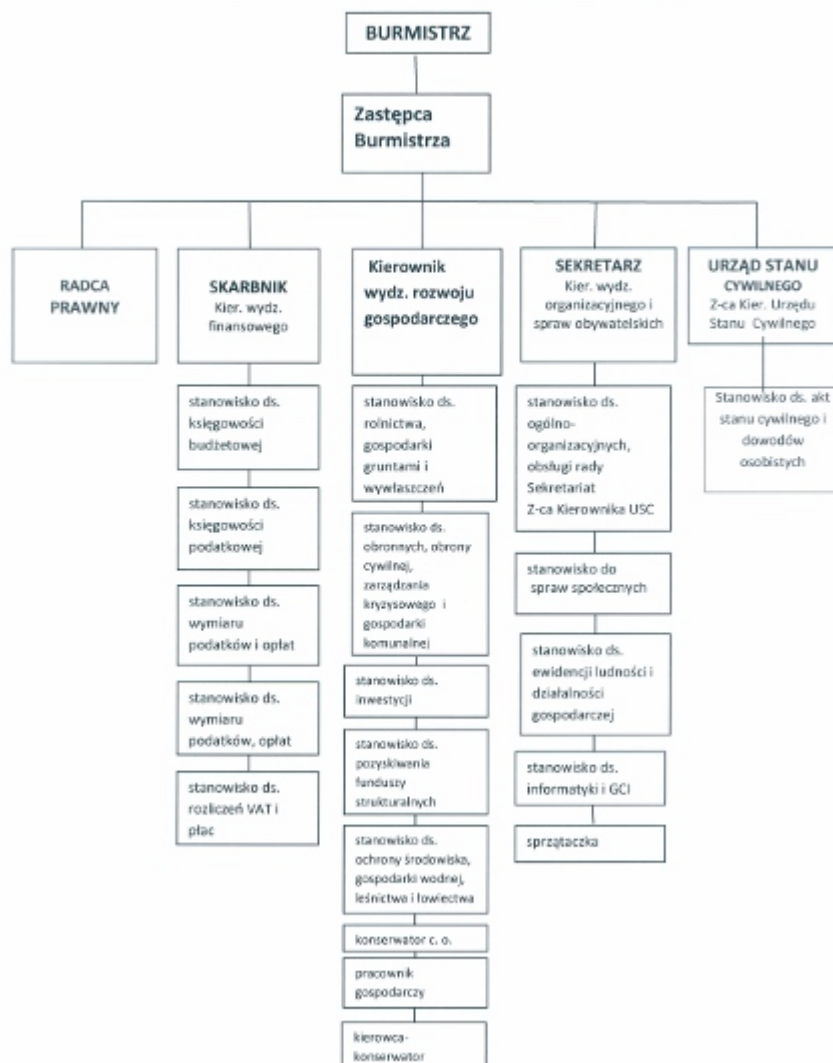 BURMISTRZ
Zastępca
Burmistrza
RADCA
PRAWNY
SKARBNIK
Kier. wydz.
finansowego
Kierownik
wydz. rozwoju
gospodarczego
SEKRETARZ
Kier. wydz.
organizacyjnego i
spraw obywatelskich
URZĄD STANU
CYWILNEGO
Z-ca Kier. Urzędu
Stanu Cywilnego
stanowisko ds.
księgowości
budżetowej
stanowisko ds.
księgowości
podatkowej
stanowisko ds.
wymiaru
podatków i opłat
stanowisko ds.
wymiaru
podatków, opłat
stanowisko ds.
rozliczeń VAT i
płac
stanowisko ds.
rolnictwa,
gospodarki
gruntami i
wywłaszczeń
stanowisko ds.
obronnych, obrony
cywilnej,
zarządzania
kryzysowego i
gospodarki
komunalnej
stanowisko ds.
inwestycji
stanowisko ds.
pozyskiwania
funduszy
strukturalnych
stanowisko ds.
ochrony środowiska,
gospodarki wodnej,
leśnictwa i łowiectwa
konserwator c. o.
pracownik
gospodarczy
kierowca-
konserwator
stanowisko ds.
ogólno-
organizacyjnych,
obsługi rady
Sekretariat
Z-ca Kierownika USC
stanowisko do
spraw społecznych
stanowisko ds.
ewidencji ludności i
działalności
gospodarczej
stanowisko ds.
informatyki i GCI
sprzątaczka
Stanowisko ds. akt
stanu cywilnego i
dowodów
osobistych